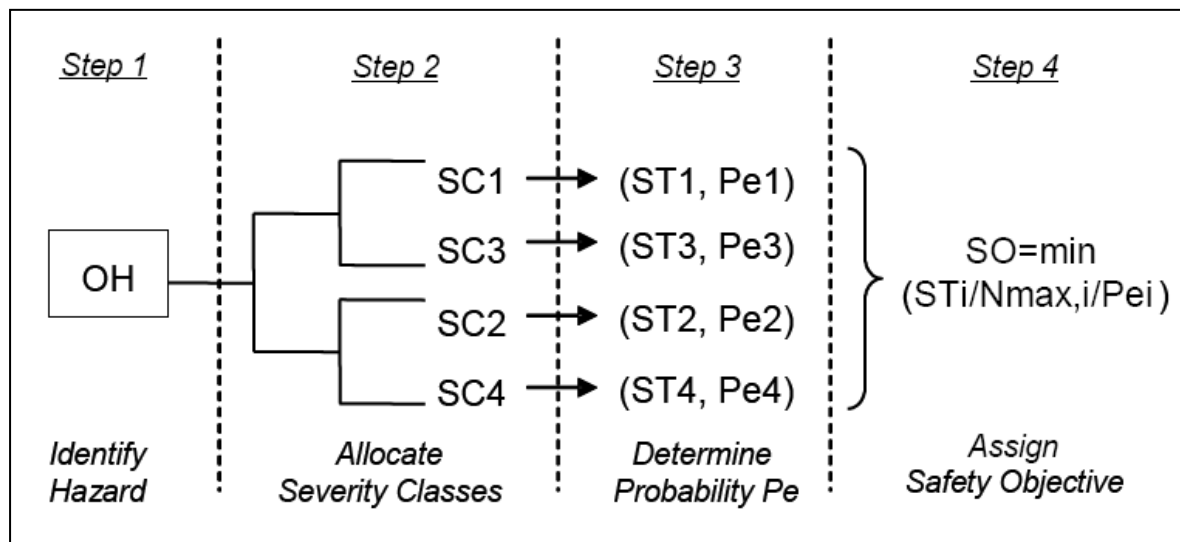 Step 1
Step 2
Step 3
Step 4
OH
SC1
SC3
SC2
SC4
(ST1, Pe1)
(ST3, Pe3)
(ST2, Pe2)
(ST4, Pe4)
SO=min
(STi/Nmax,i/Pei)
Identify
Hazard
Allocate
Severity Classes
Determine
Probability Pe
Assign
Safety Objective